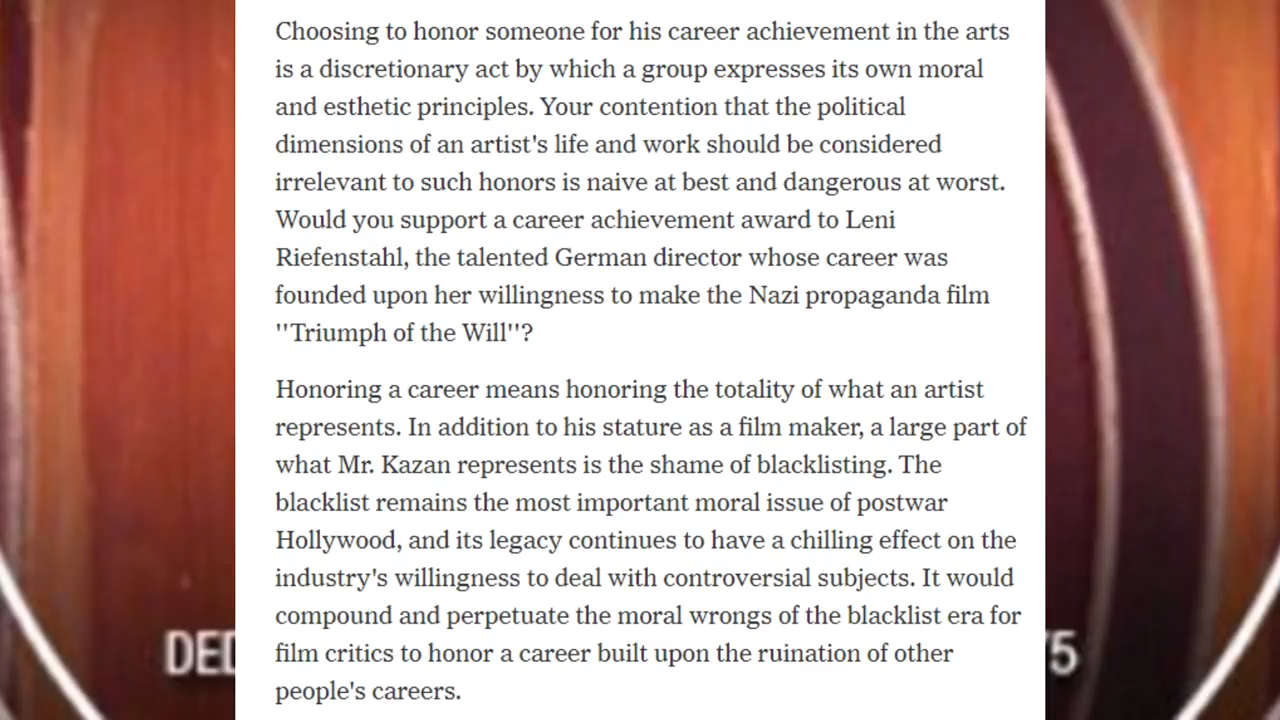 Choosing to honor someone for his career achievement in the arts
is a discretionary act by which a group expresses its own moral
and esthetic principles. Your contention that the political
dimensions of an artist's life and work should be considered
irrelevant to such honors is naive at best and dangerous at worst.
Would you support a career achievement award to Leni
Riefenstahl, the talented German director whose career was
founded upon her willingness to make the Nazi propaganda film
''Triumph of the Will''?
Honoring a career means honoring the totality of what an artist
represents. In addition to his stature as a film maker, a large part of
what Mr. Kazan represents is the shame of blacklisting. The
blacklist remains the most important moral issue of postwar
Hollywood, and its legacy continues to have a chilling effect on the
industry's willingness to deal with controversial subjects. It would
compound and perpetuate the moral wrongs of the blacklist era for
film critics to honor a career built upon the ruination of other
people's careers.